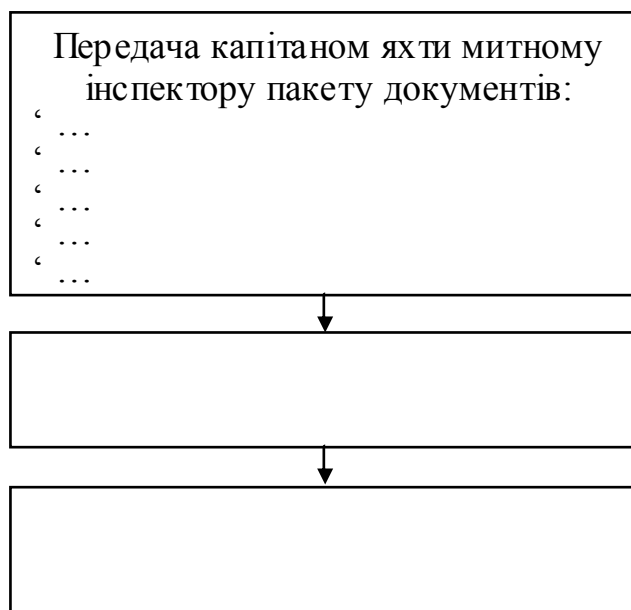 Передача капітаном яхти митному
інспектору пакету документів:
‘ …
‘ …
‘ …
‘ …
‘ …